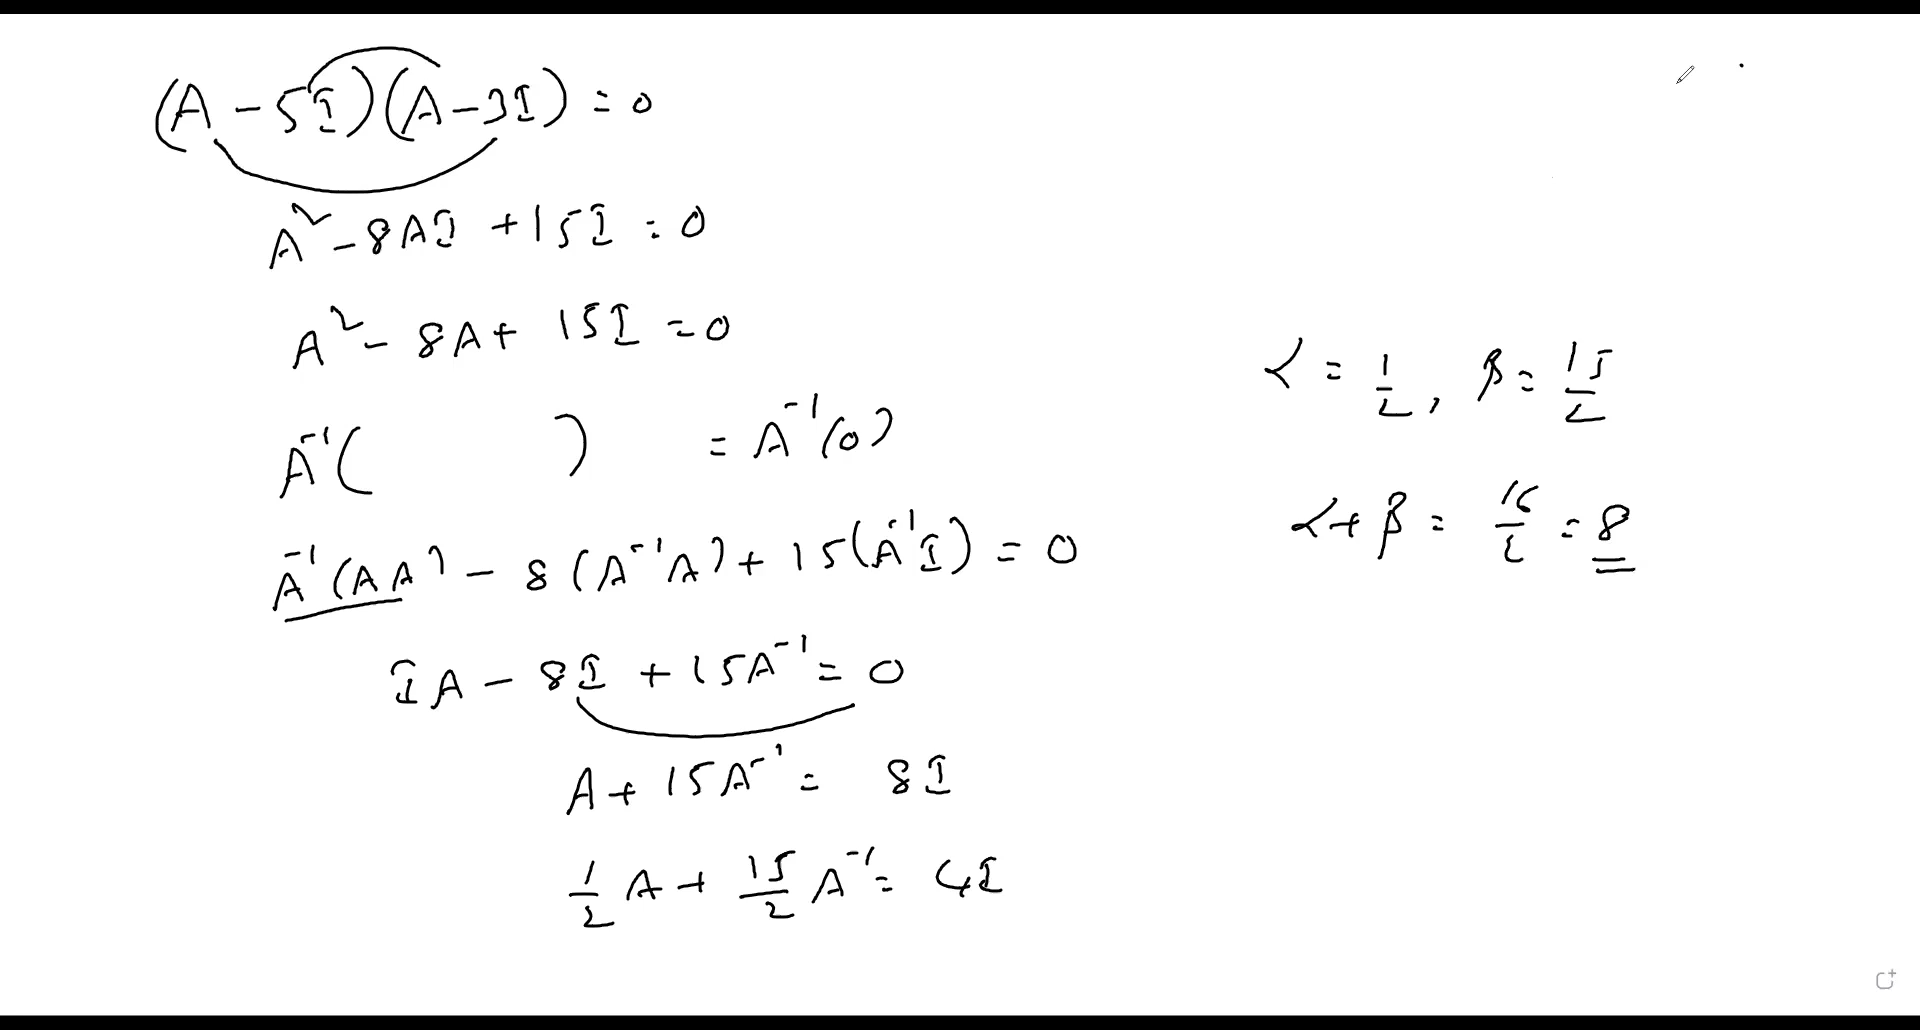 (A - 5I)(A - 3I) = 0
A² - 8AI + 15I = 0
A² - 8A + 15I = 0
A⁻¹( ) = A⁻¹(0)
A⁻¹(AA) - 8(A⁻¹A) + 15(A⁻¹I) = 0
IA - 8I + 15A⁻¹ = 0
A + 15A⁻¹ = 8I
1/2 A + 15/2 A⁻¹ = 4I
α = 1/2, β = 15/2
α + β = 16/2 = 8